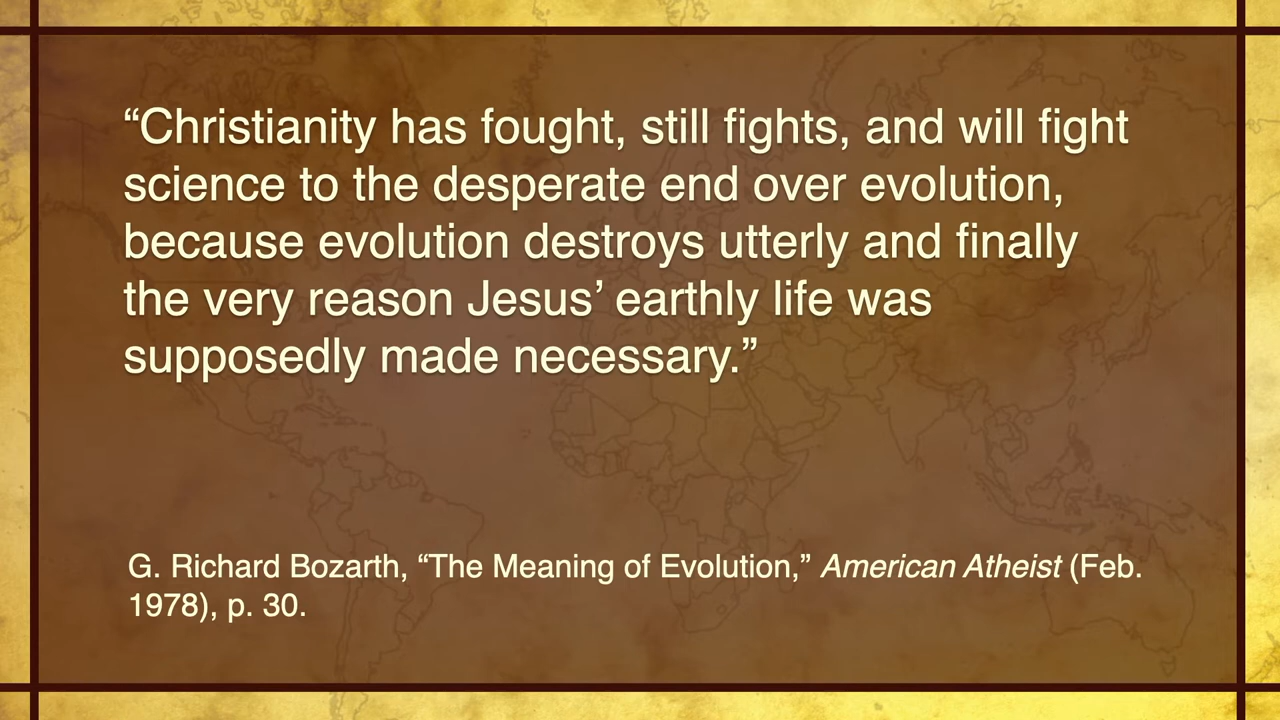 “Christianity has fought, still fights, and will fight
science to the desperate end over evolution,
because evolution destroys utterly and finally
the very reason Jesus’ earthly life was
supposedly made necessary.”
G. Richard Bozarth, “The Meaning of Evolution,” American Atheist (Feb.
1978), p. 30.